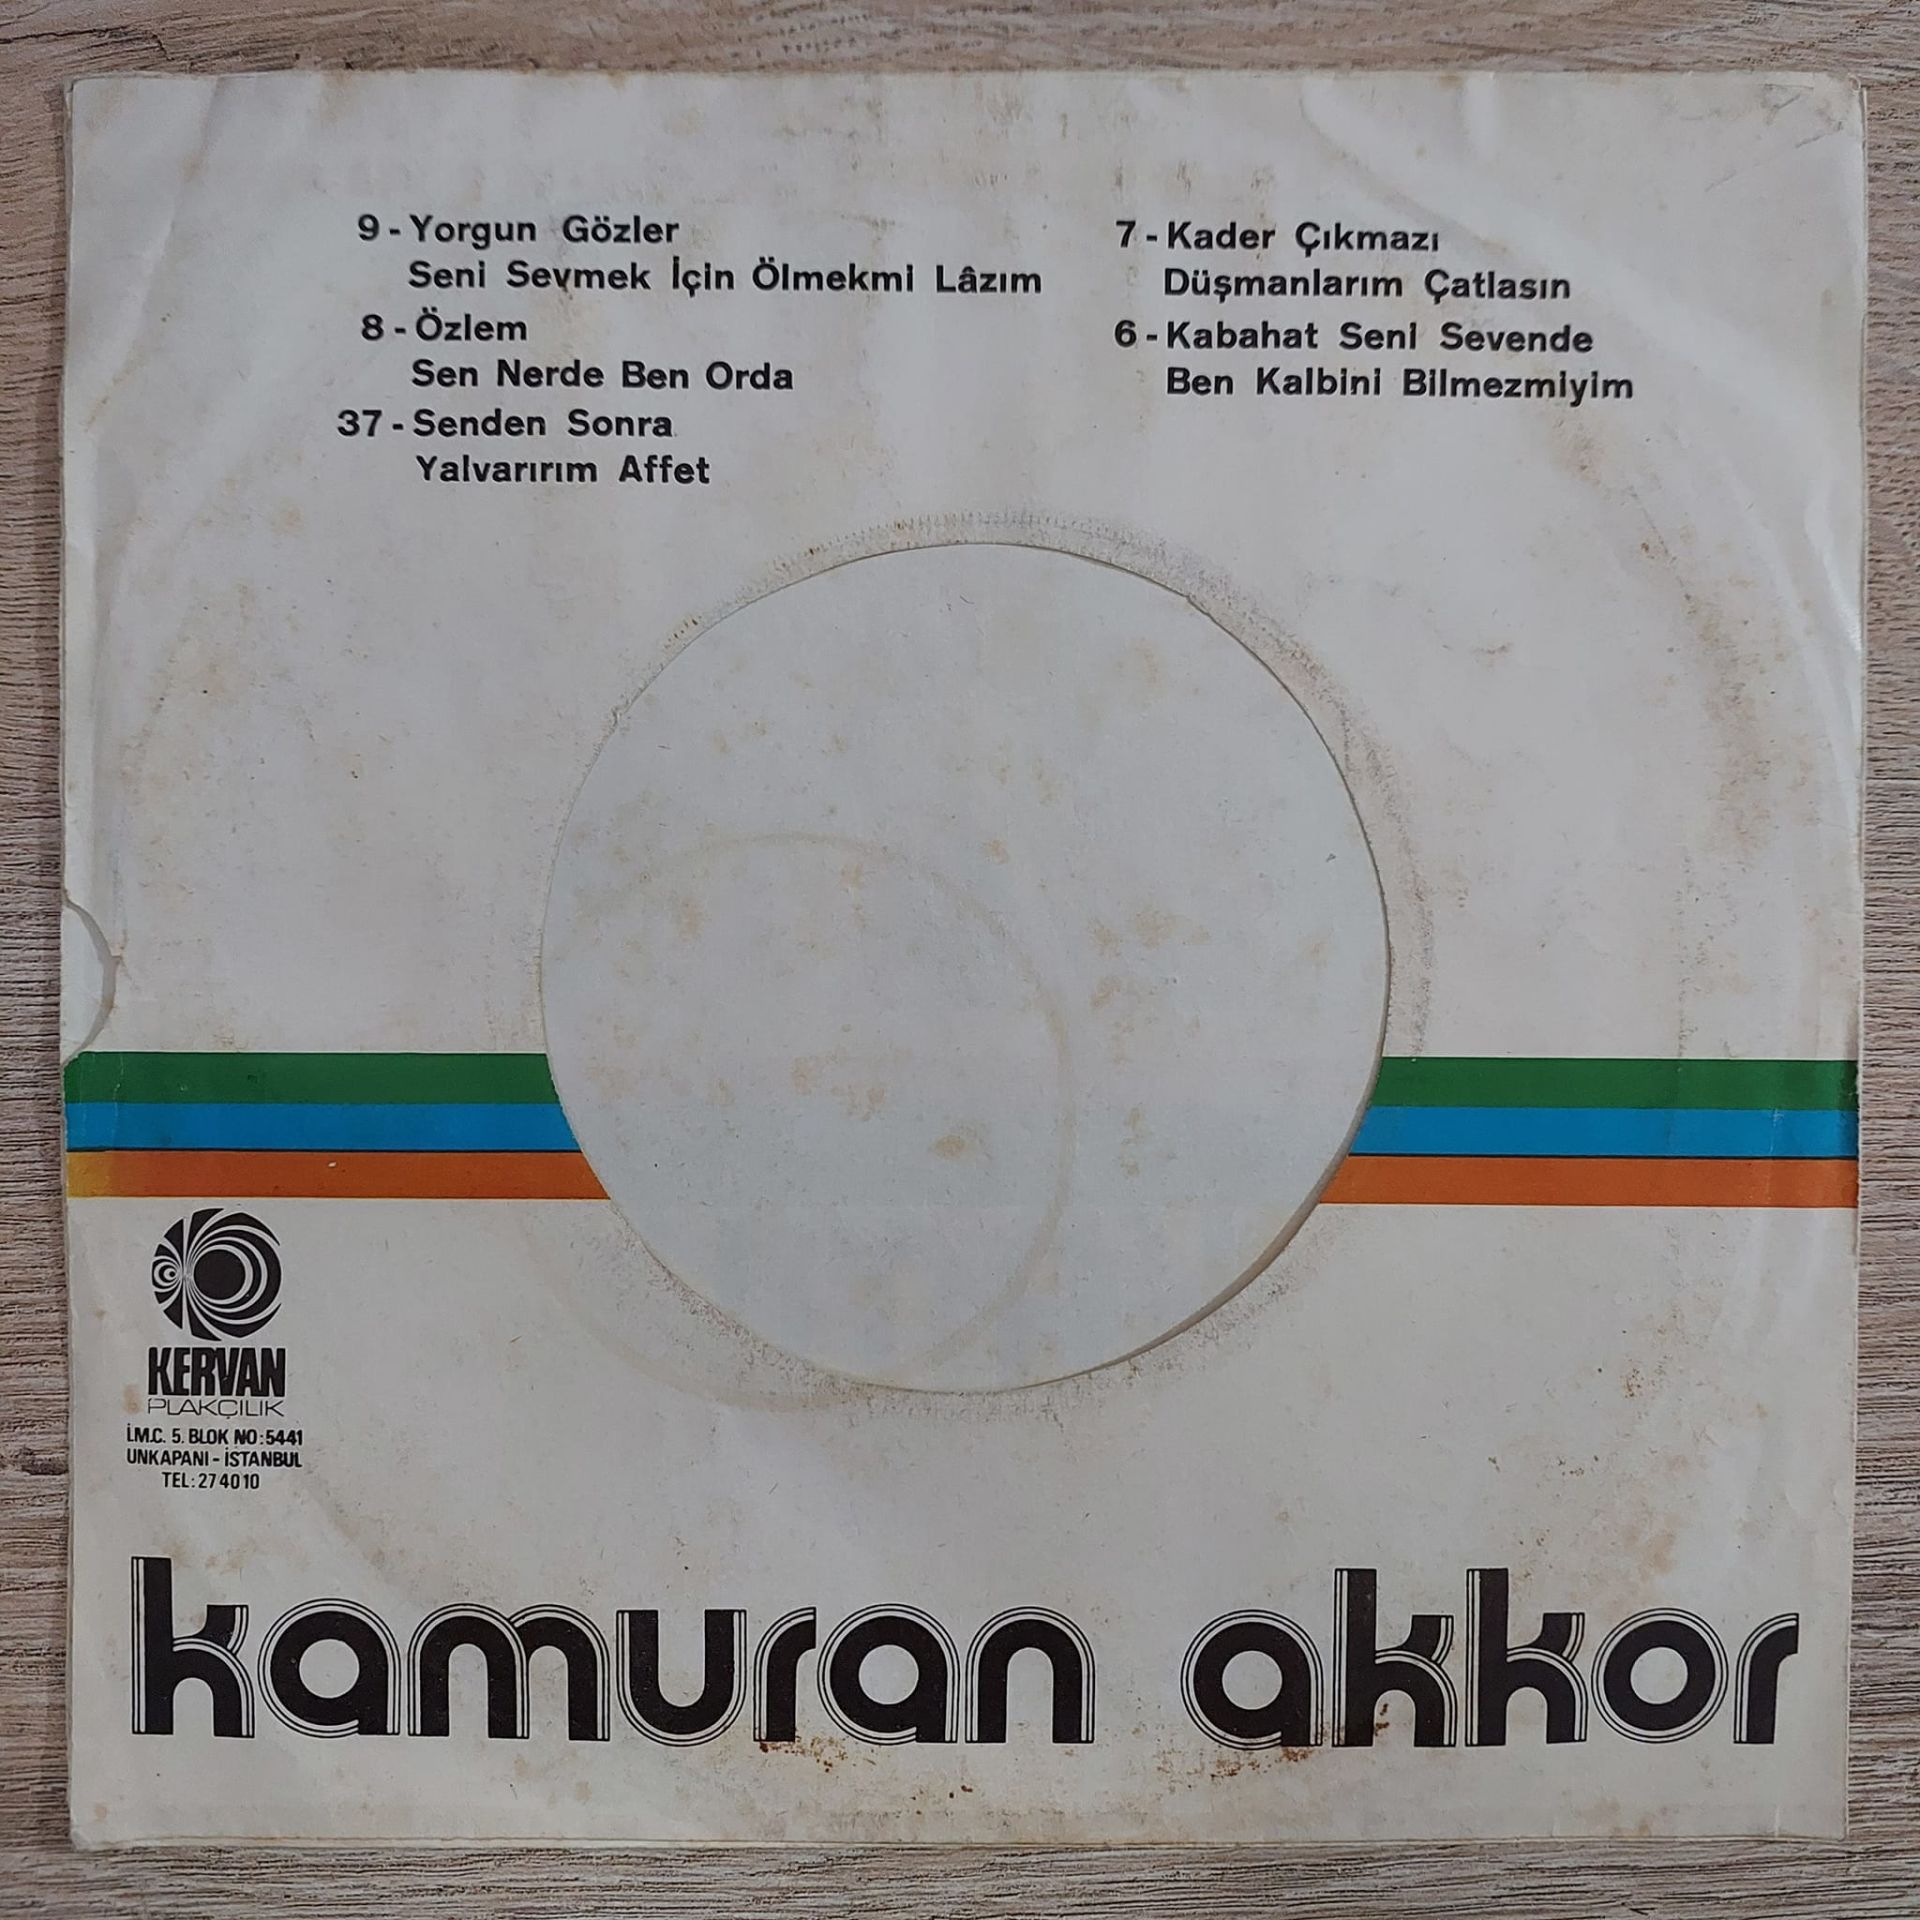 9 - Yorgun Gözler
Seni Sevmek İçin Ölmekmi Lâzım
8 - Özlem
Sen Nerde Ben Orda
37 - Senden Sonra
Yalvarırım Affet
7 - Kader Çıkmazı
Düşmanlarım Çatlasın
6 - Kabahat Seni Sevende
Ben Kalbini Bilmezmiyim
KERVAN
PLAKÇILIK
İ.M.C. 5. BLOK NO: 5441
UNKAPANI - İSTANBUL
TEL: 27 40 10
kamuran akkor